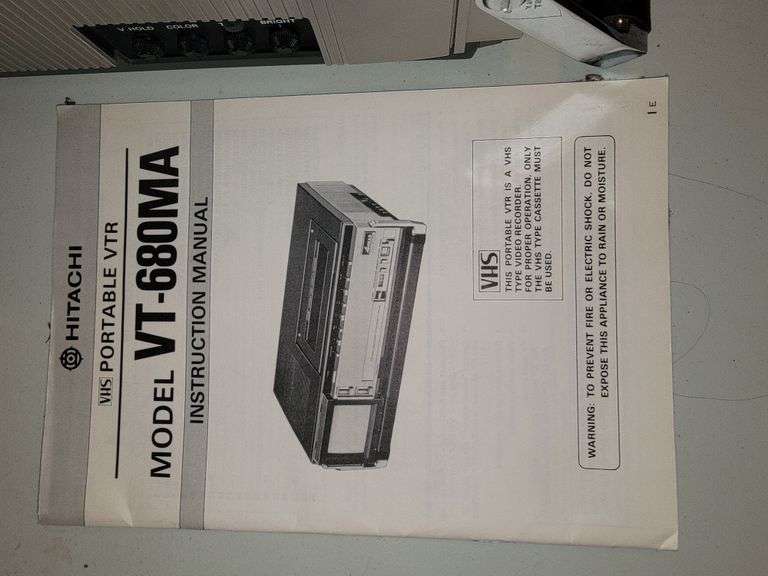 V HOLD COLOR BRIGHT
HITACHI
VHS PORTABLE VTR
MODEL VT-680MA
INSTRUCTION MANUAL
VHS
THIS PORTABLE VTR IS A VHS
TYPE VIDEO RECORDER.
FOR PROPER OPERATION, ONLY
THE VHS TYPE CASSETTE MUST
BE USED.
WARNING: TO PREVENT FIRE OR ELECTRIC SHOCK, DO NOT
EXPOSE THIS APPLIANCE TO RAIN OR MOISTURE.
E